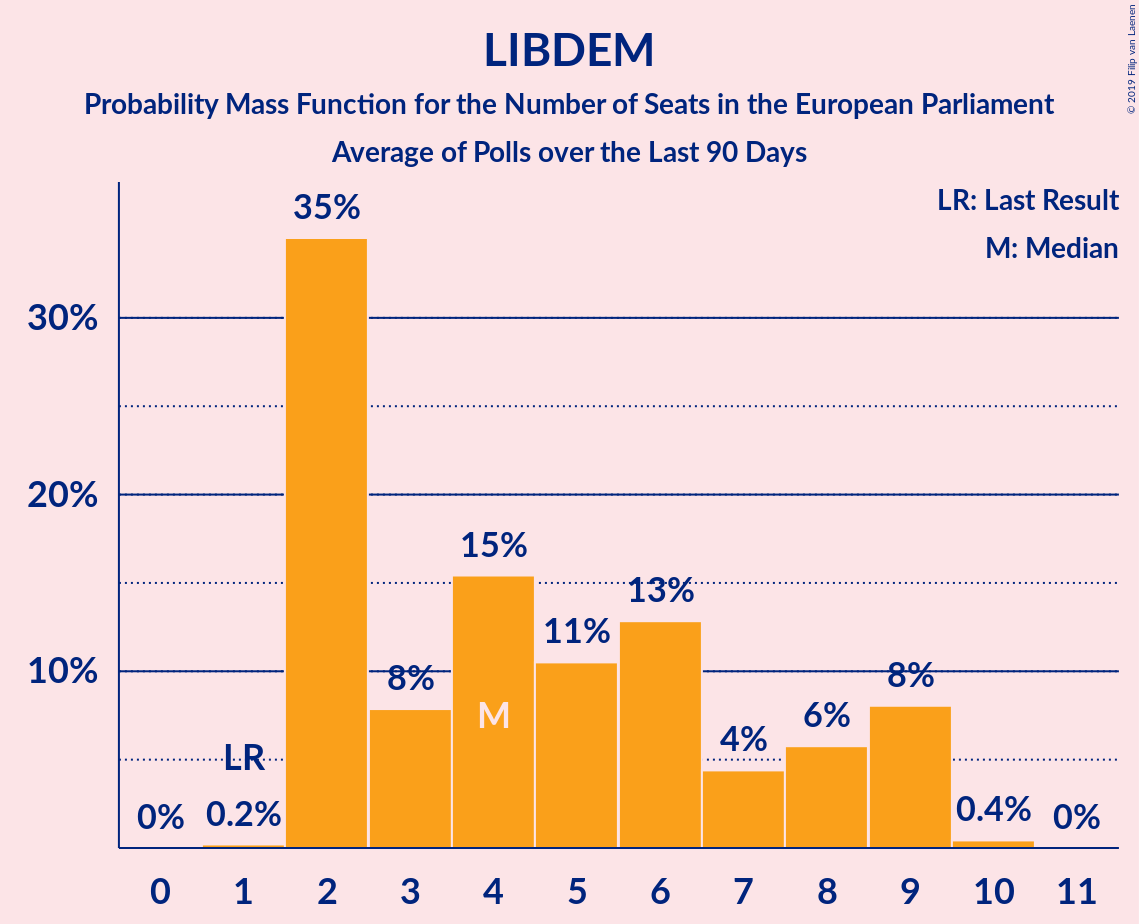 LIBDEM
Probability Mass Function for the Number of Seats in the European Parliament
Average of Polls over the Last 90 Days
© 2019 Filip van Laenen
LR: Last Result
M: Median
30%
20%
10%
0%
0.2%
LR
35%
8%
15%
M
11%
13%
4%
6%
8%
0.4%
0%
0 1 2 3 4 5 6 7 8 9 10 11